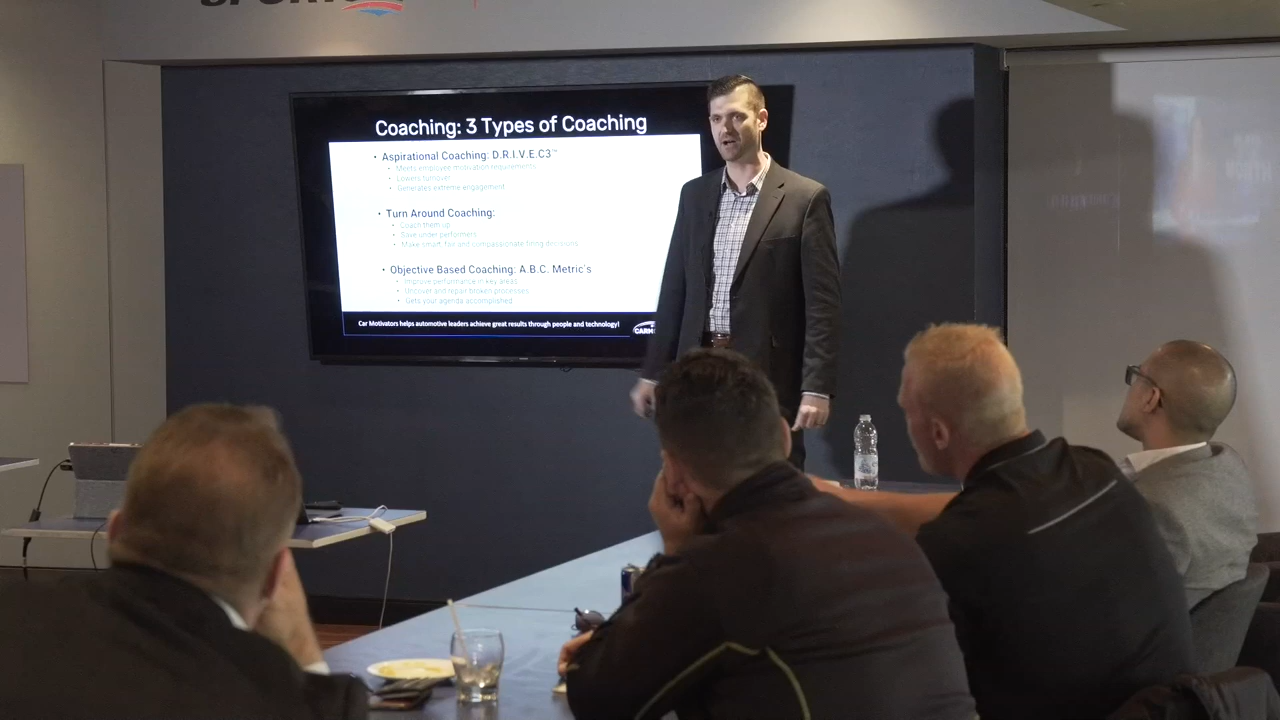 Coaching: 3 Types of Coaching
• Aspirational Coaching: D.R.I.V.E.C3™
• Meets employee motivation requirements
• Lowers turnover
• Generates extreme engagement
• Turn Around Coaching:
• Coach them up
• Save under performers
• Make smart, fair and compassionate firing decisions
• Objective Based Coaching: A.B.C. Metric's
• Improve performance in key areas
• Uncover and repair broken processes
• Gets your agenda accomplished
Car Motivators helps automotive leaders achieve great results through people and technology!